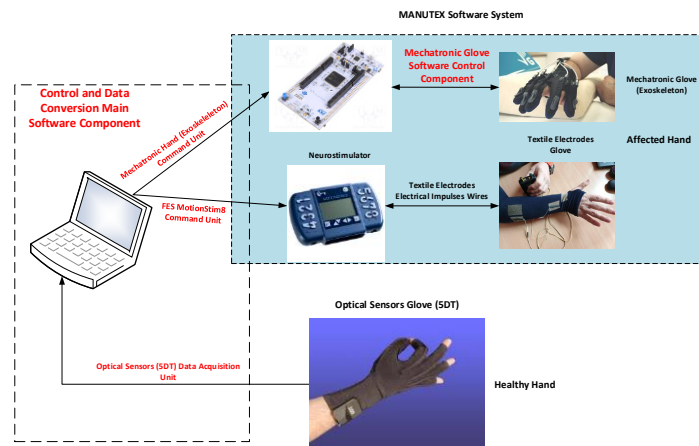 MANUTEX Software System
Control and Data
Conversion Main
Software Component
Mechatronic Hand (Exoskeleleton)
Command Unit
FES MotionStim8
Command Unit
Mechatronic Glove
Software Control
Component
Mechatronic Glove
(Exoskeleton)
Affected Hand
Neurostimulator
Textile Electrodes
Electrical Impulses Wires
Textile Electrodes
Glove
Optical Sensors Glove (5DT)
Optical Sensors (5DT) Data Acquisition
Unit
Healthy Hand